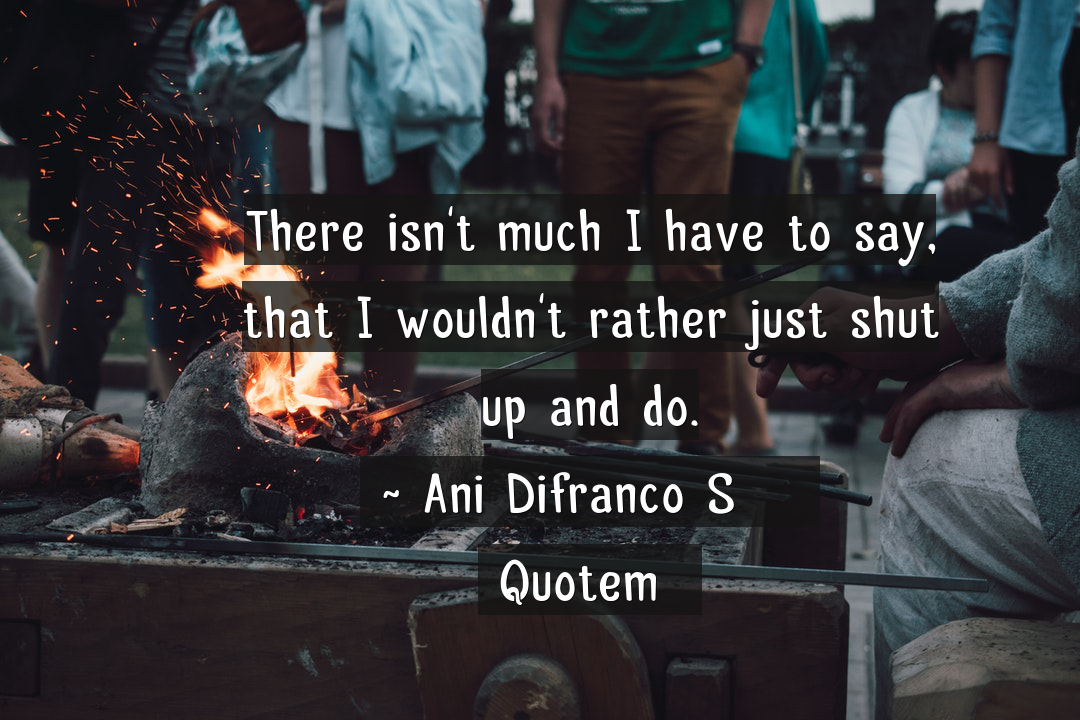 There isn't much I have to say,
that I wouldn't rather just shut
up and do.
~ Ani Difranco S
Quotem